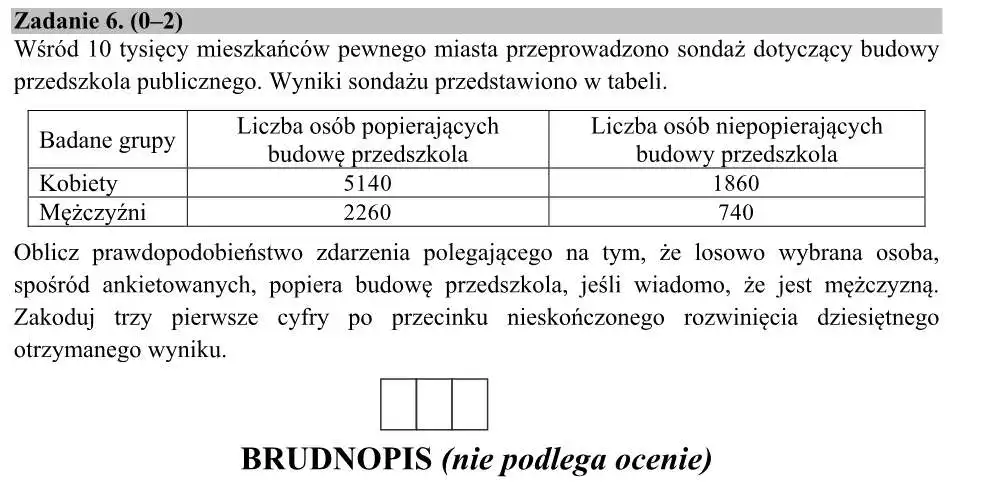 Zadanie 6. (0–2)
Wśród 10 tysięcy mieszkańców pewnego miasta przeprowadzono sondaż dotyczący budowy
przedszkola publicznego. Wyniki sondażu przedstawiono w tabeli.
Badane grupy
Liczba osób popierających
budowę przedszkola
Liczba osób niepopierających
budowy przedszkola
Kobiety 5140 1860
Mężczyźni 2260 740
Oblicz prawdopodobieństwo zdarzenia polegającego na tym, że losowo wybrana osoba,
spośród ankietowanych, popiera budowę przedszkola, jeśli wiadomo, że jest mężczyzną.
Zakoduj trzy pierwsze cyfry po przecinku nieskończonego rozwinięcia dziesiętnego
otrzymanego wyniku.
BRUDNOPIS (nie podlega ocenie)